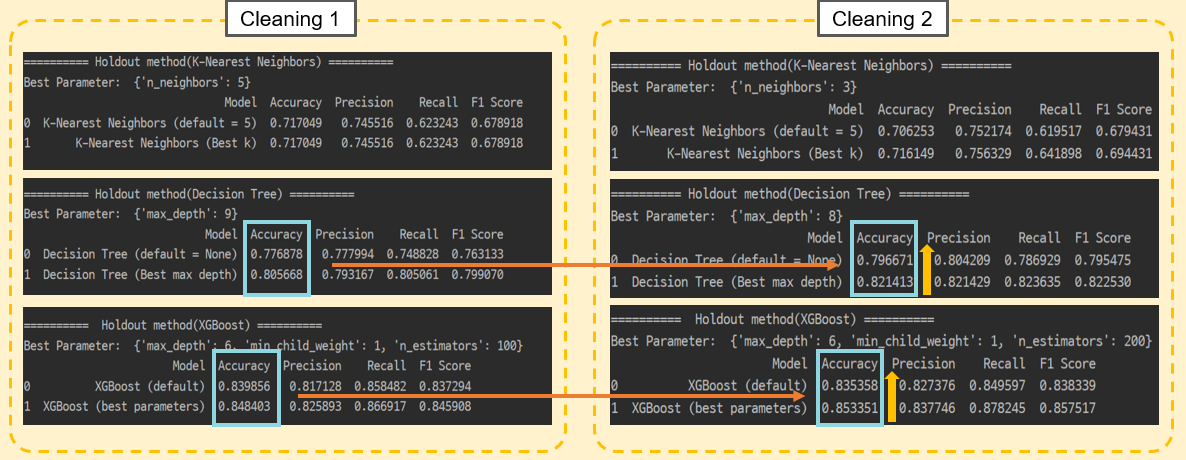 Cleaning 1
========== Holdout method(K-Nearest Neighbors) ==========
Best Parameter:  {'n_neighbors': 5}
Model  Accuracy  Precision  Recall  F1 Score
0  K-Nearest Neighbors (default = 5)  0.717049  0.745516  0.623243  0.678918
1  K-Nearest Neighbors (Best k)  0.717049  0.745516  0.623243  0.678918
========== Holdout method(Decision Tree) ==========
Best Parameter:  {'max_depth': 9}
Model  Accuracy  Precision  Recall  F1 Score
0  Decision Tree (default = None)  0.776878  0.777994  0.748828  0.763133
1  Decision Tree (Best max depth)  0.805668  0.793167  0.805061  0.799070
==========  Holdout method(XGBoost) ==========
Best Parameter:  {'max_depth': 6, 'min_child_weight': 1, 'n_estimators': 100}
Model  Accuracy  Precision  Recall  F1 Score
0  XGBoost (default)  0.839856  0.817128  0.858482  0.837294
1  XGBoost (best parameters)  0.848403  0.825893  0.866917  0.845908
Cleaning 2
========== Holdout method(K-Nearest Neighbors) ==========
Best Parameter:  {'n_neighbors': 3}
Model  Accuracy  Precision  Recall  F1 Score
0  K-Nearest Neighbors (default = 5)  0.706253  0.752174  0.619517  0.679431
1  K-Nearest Neighbors (Best k)  0.716149  0.756329  0.641898  0.694431
========== Holdout method(Decision Tree) ==========
Best Parameter:  {'max_depth': 8}
Model  Accuracy  Precision  Recall  F1 Score
0  Decision Tree (default = None)  0.796671  0.804209  0.786929  0.795475
1  Decision Tree (Best max depth)  0.821413  0.821429  0.823635  0.822530
==========  Holdout method(XGBoost) ==========
Best Parameter:  {'max_depth': 6, 'min_child_weight': 1, 'n_estimators': 200}
Model  Accuracy  Precision  Recall  F1 Score
0  XGBoost (default)  0.835358  0.827376  0.849597  0.838339
1  XGBoost (best parameters)  0.853351  0.837746  0.878245  0.857517